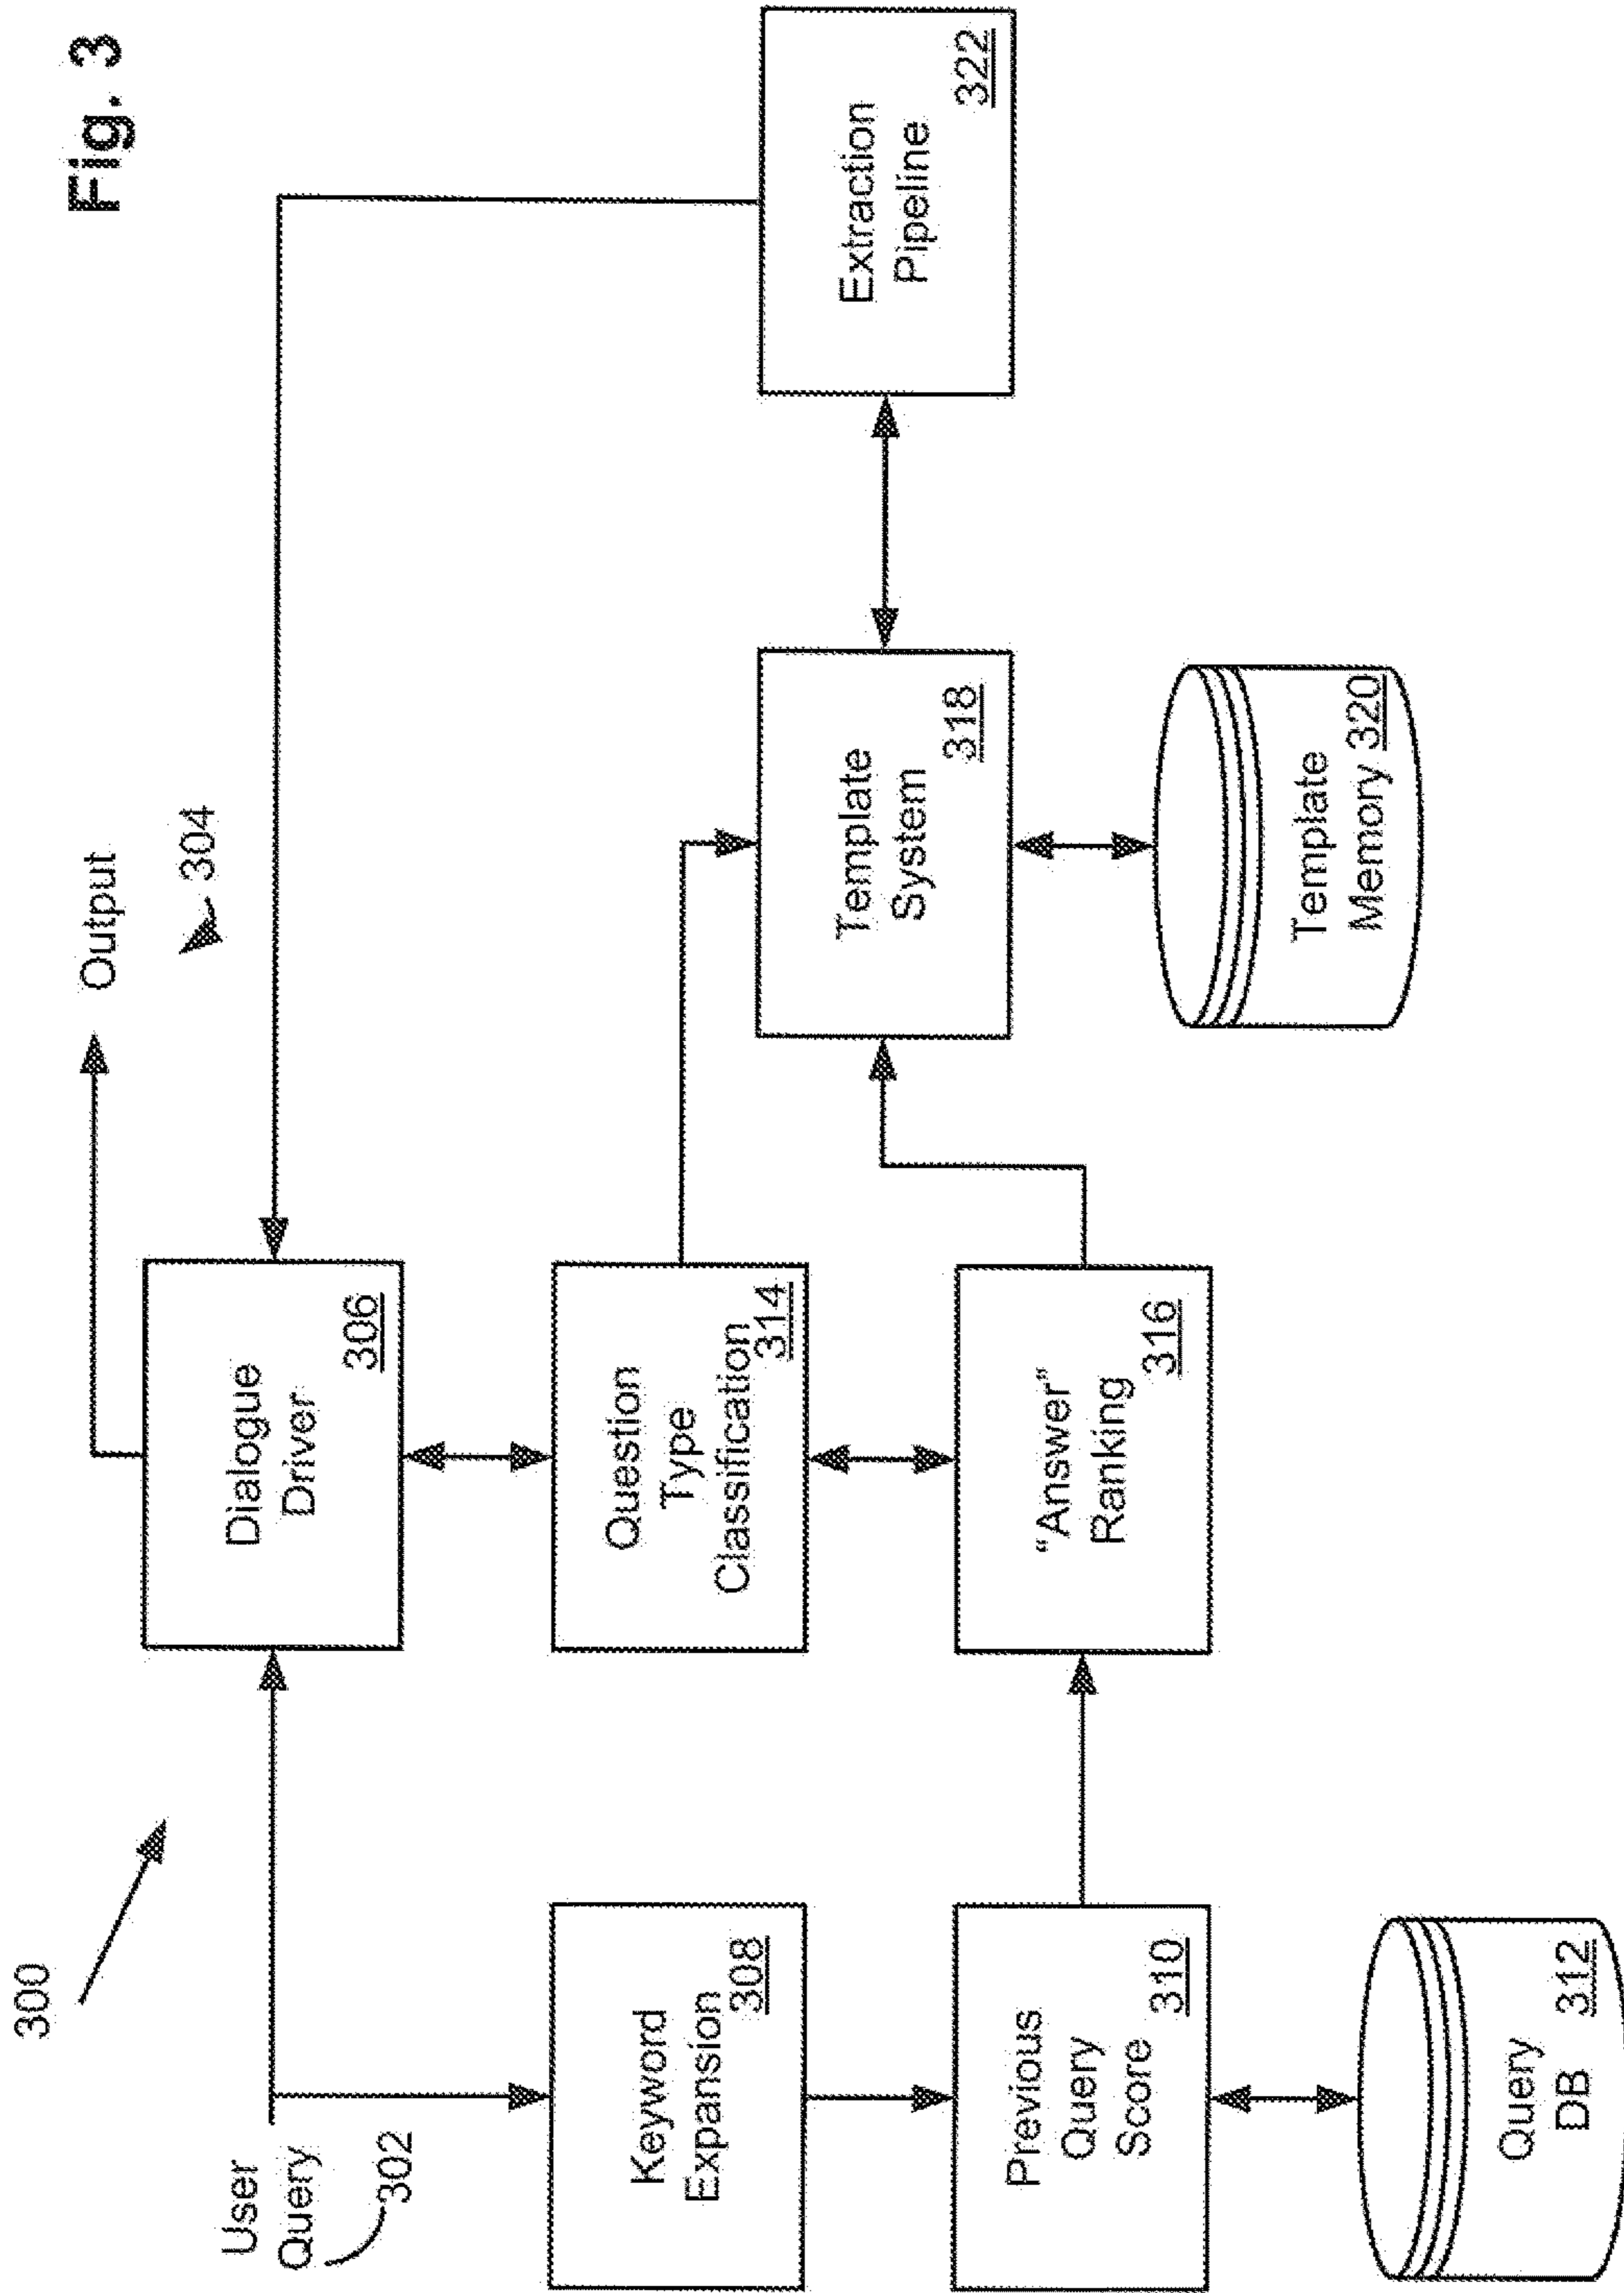 Fig. 3
300
User
Query
302
Output
304
Dialogue
Driver
306
Keyword
Expansion
308
Question
Type
Classification
314
Template
System
318
Extraction
Pipeline
322
Previous
Query
Score
310
“Answer”
Ranking
316
Template
Memory 320
Query
DB 312